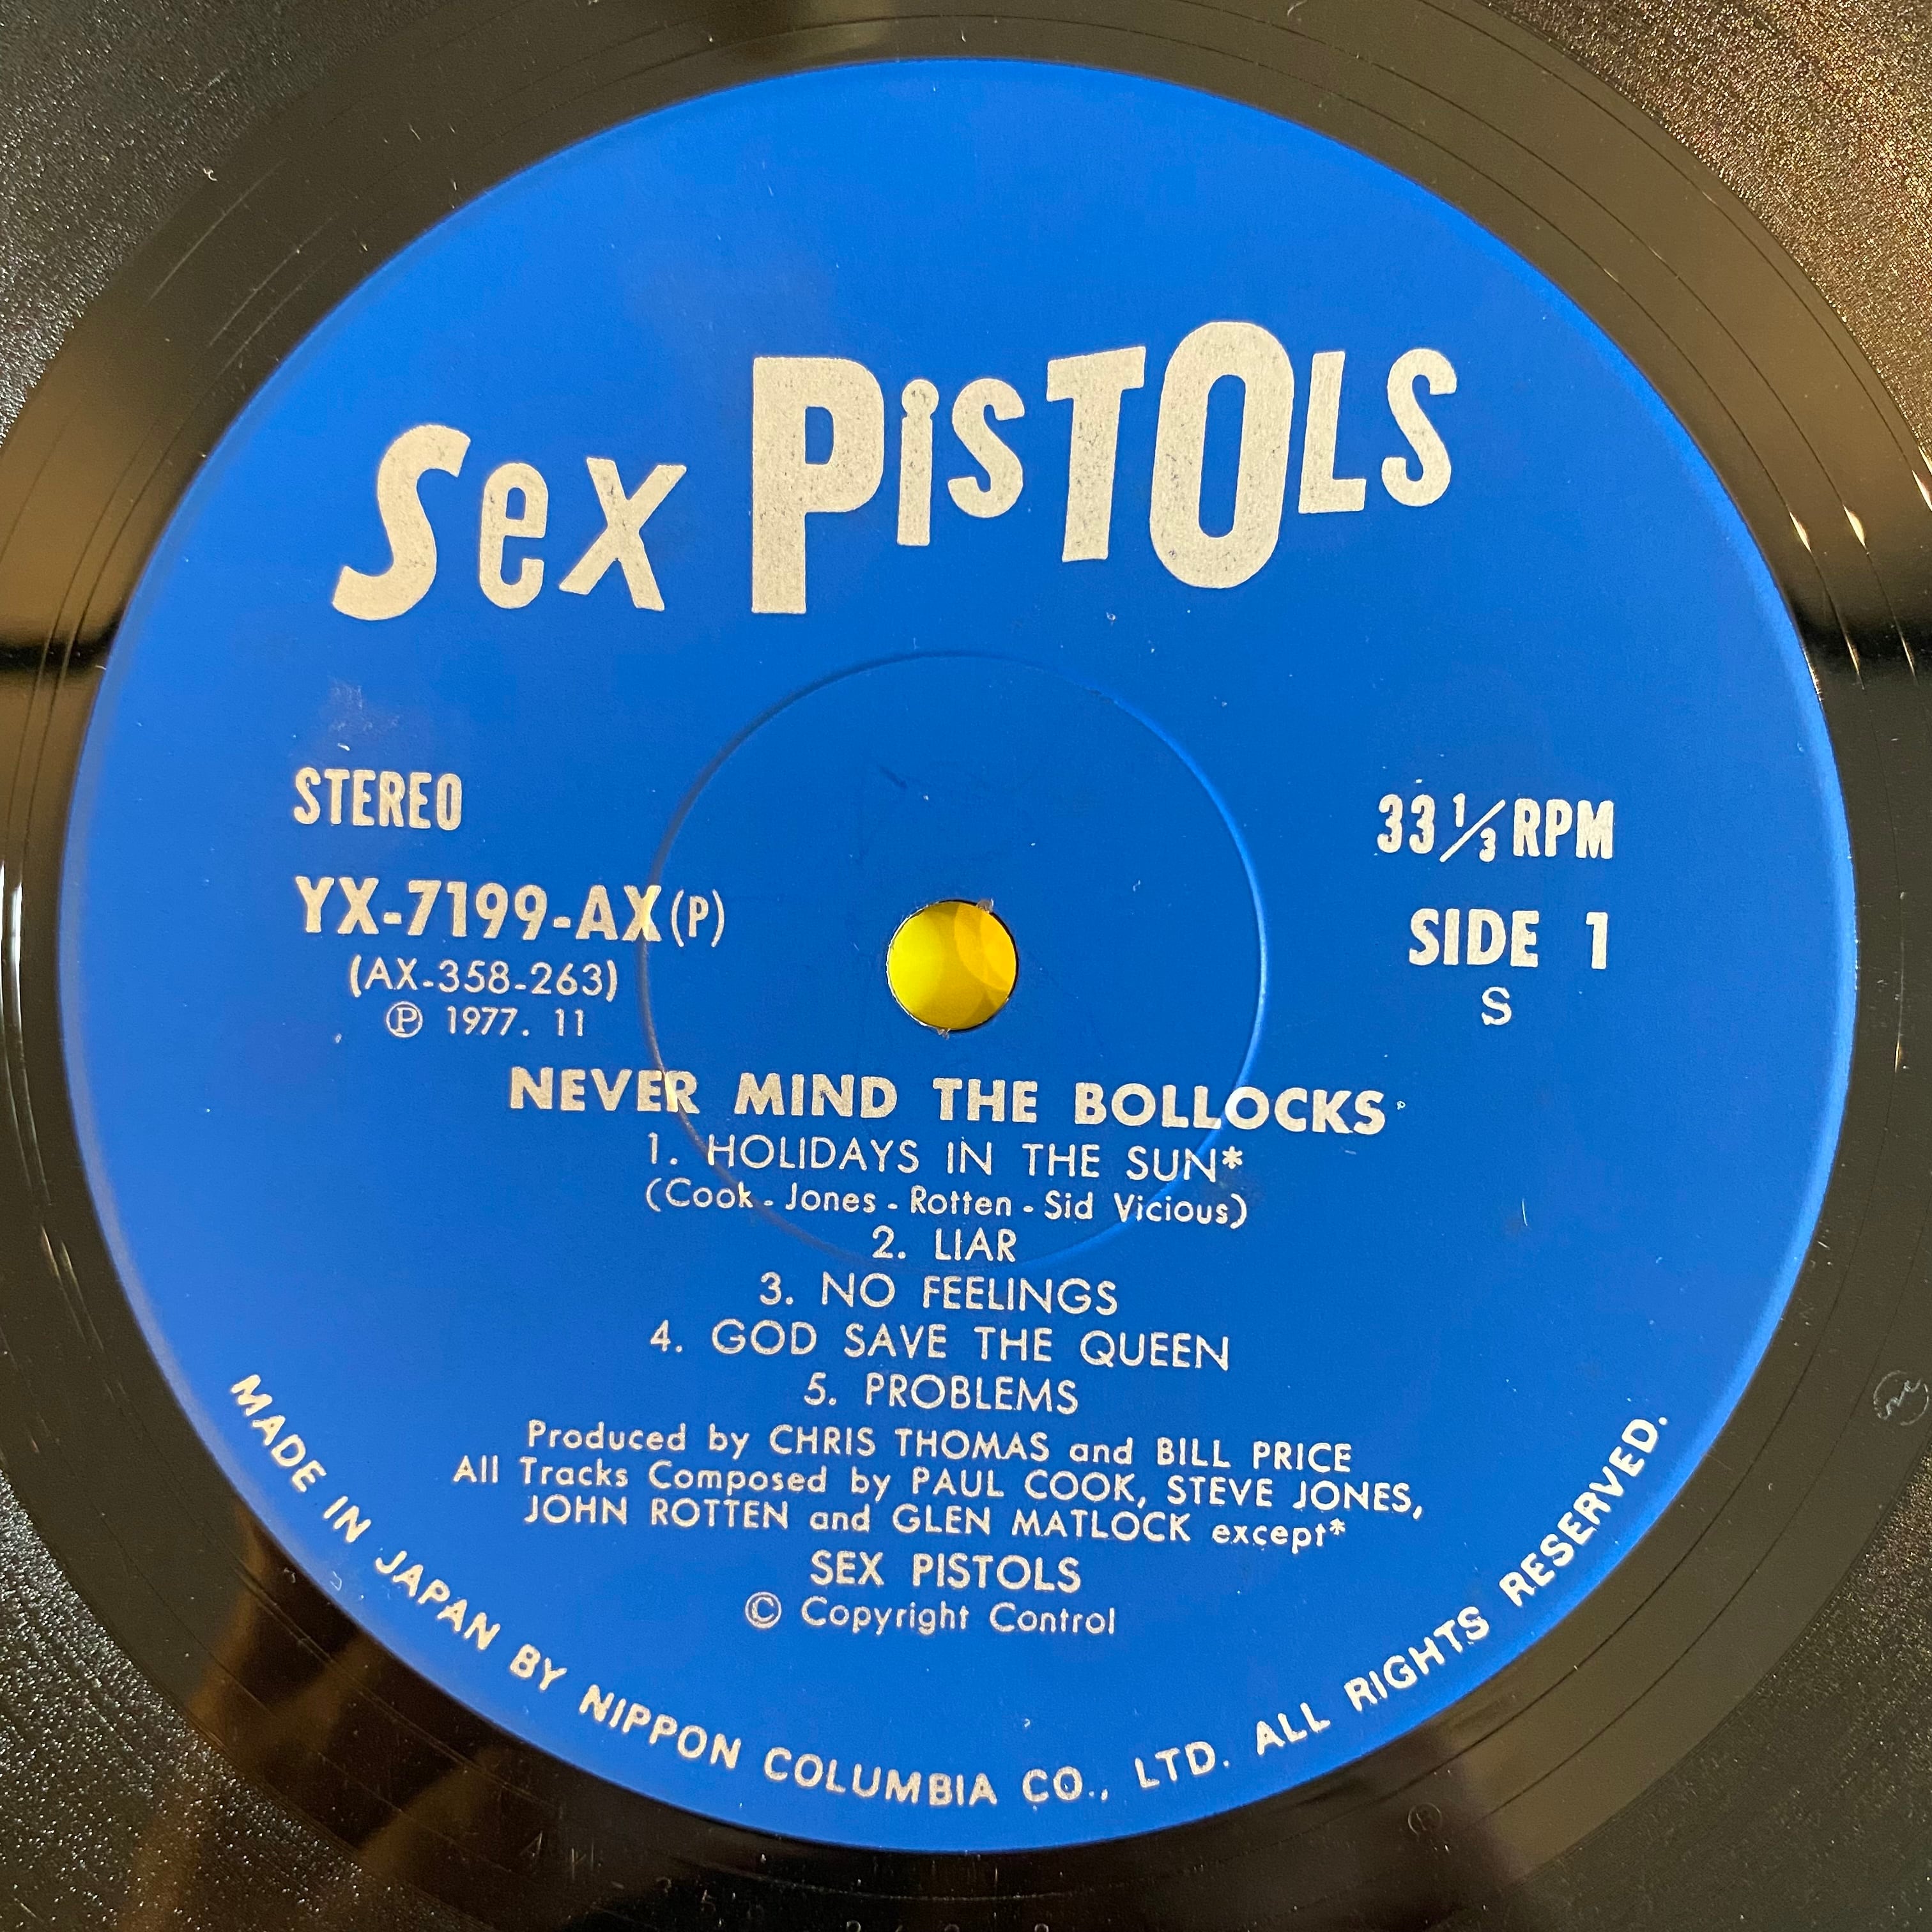 Sex PiSTOLS
STEREO
33 1/3 RPM
YX-7199-AX(P)
SIDE 1
(AX-358-263)
S
Ⓟ 1977. 11
NEVER MIND THE BOLLOCKS
1. HOLIDAYS IN THE SUN*
(Cook - Jones - Rotten - Sid Vicious)
2. LIAR
3. NO FEELINGS
4. GOD SAVE THE QUEEN
5. PROBLEMS
Produced by CHRIS THOMAS and BILL PRICE
All Tracks Composed by PAUL COOK, STEVE JONES,
JOHN ROTTEN and GLEN MATLOCK except*
SEX PISTOLS
© Copyright Control
MADE IN JAPAN BY NIPPON COLUMBIA CO., LTD. ALL RIGHTS RESERVED.